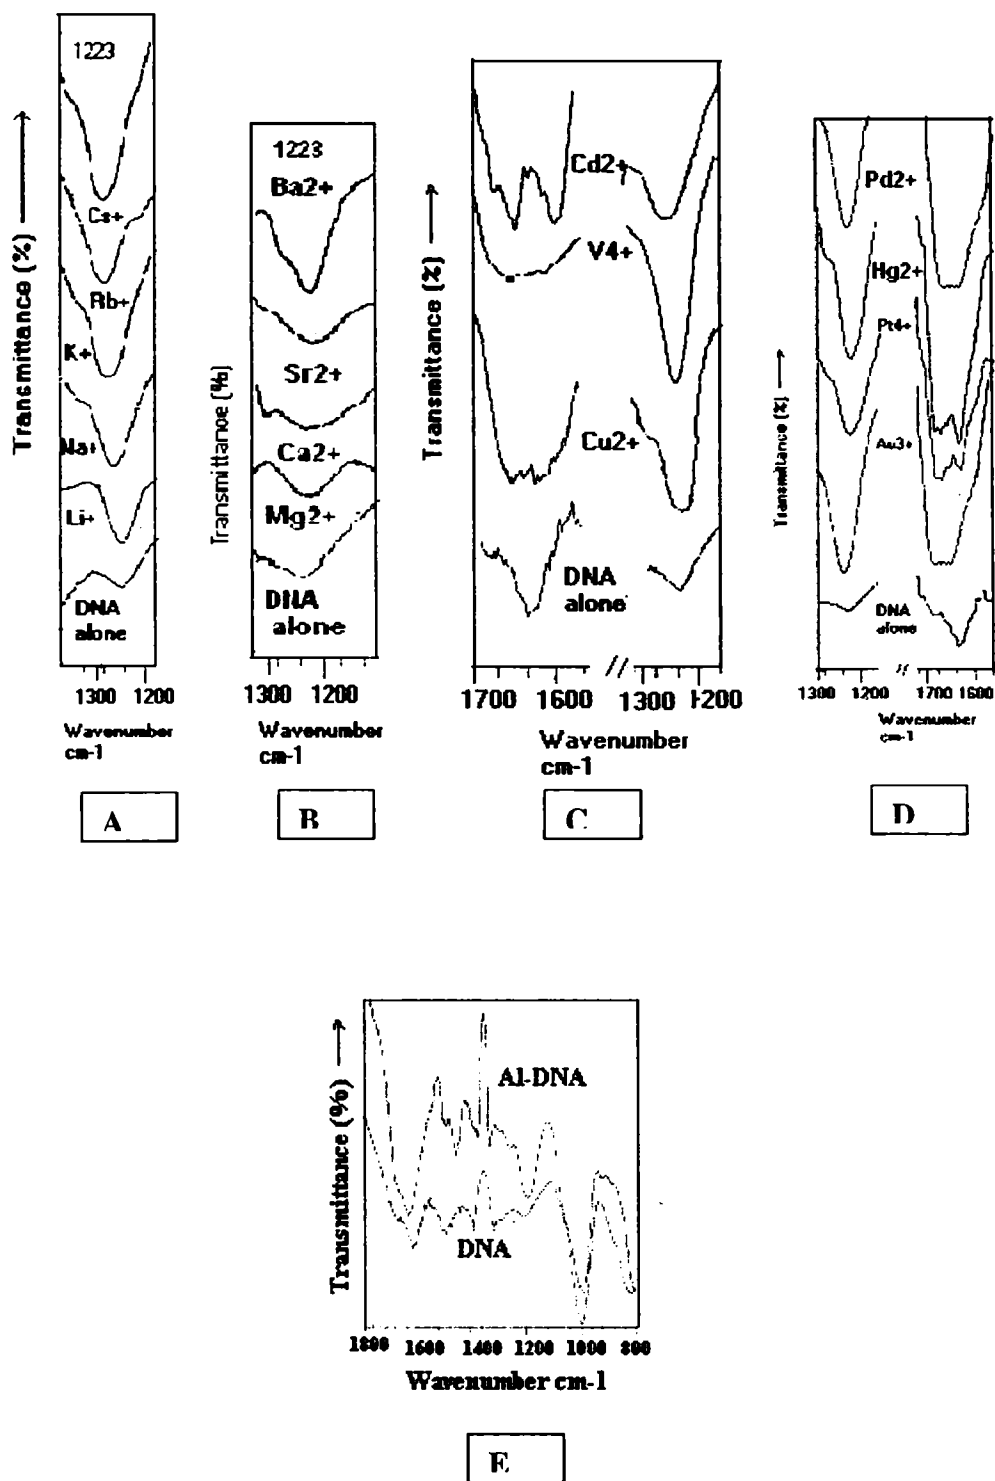 1223
Cs+
Rb+
K+
Na+
Li+
DNA
alone
Transmittance (%)
1300 1200
Wavenumber
cm-1
A
1223
Ba2+
Sr2+
Ca2+
Mg2+
DNA
alone
Transmittance (%)
1300 1200
Wavenumber
cm-1
B
Cd2+
V4+
Cu2+
DNA
alone
Transmittance (%)
1700 1600 // 1300 1200
Wavenumber
cm-1
C
Pd2+
Hg2+
Pt4+
Au3+
DNA
alone
Transmittance (%)
1300 1200 // 1700 1600
Wavenumber
cm-1
D
Al-DNA
DNA
Transmittance (%)
1800 1600 1400 1200 1000 800
Wavenumber cm-1
E